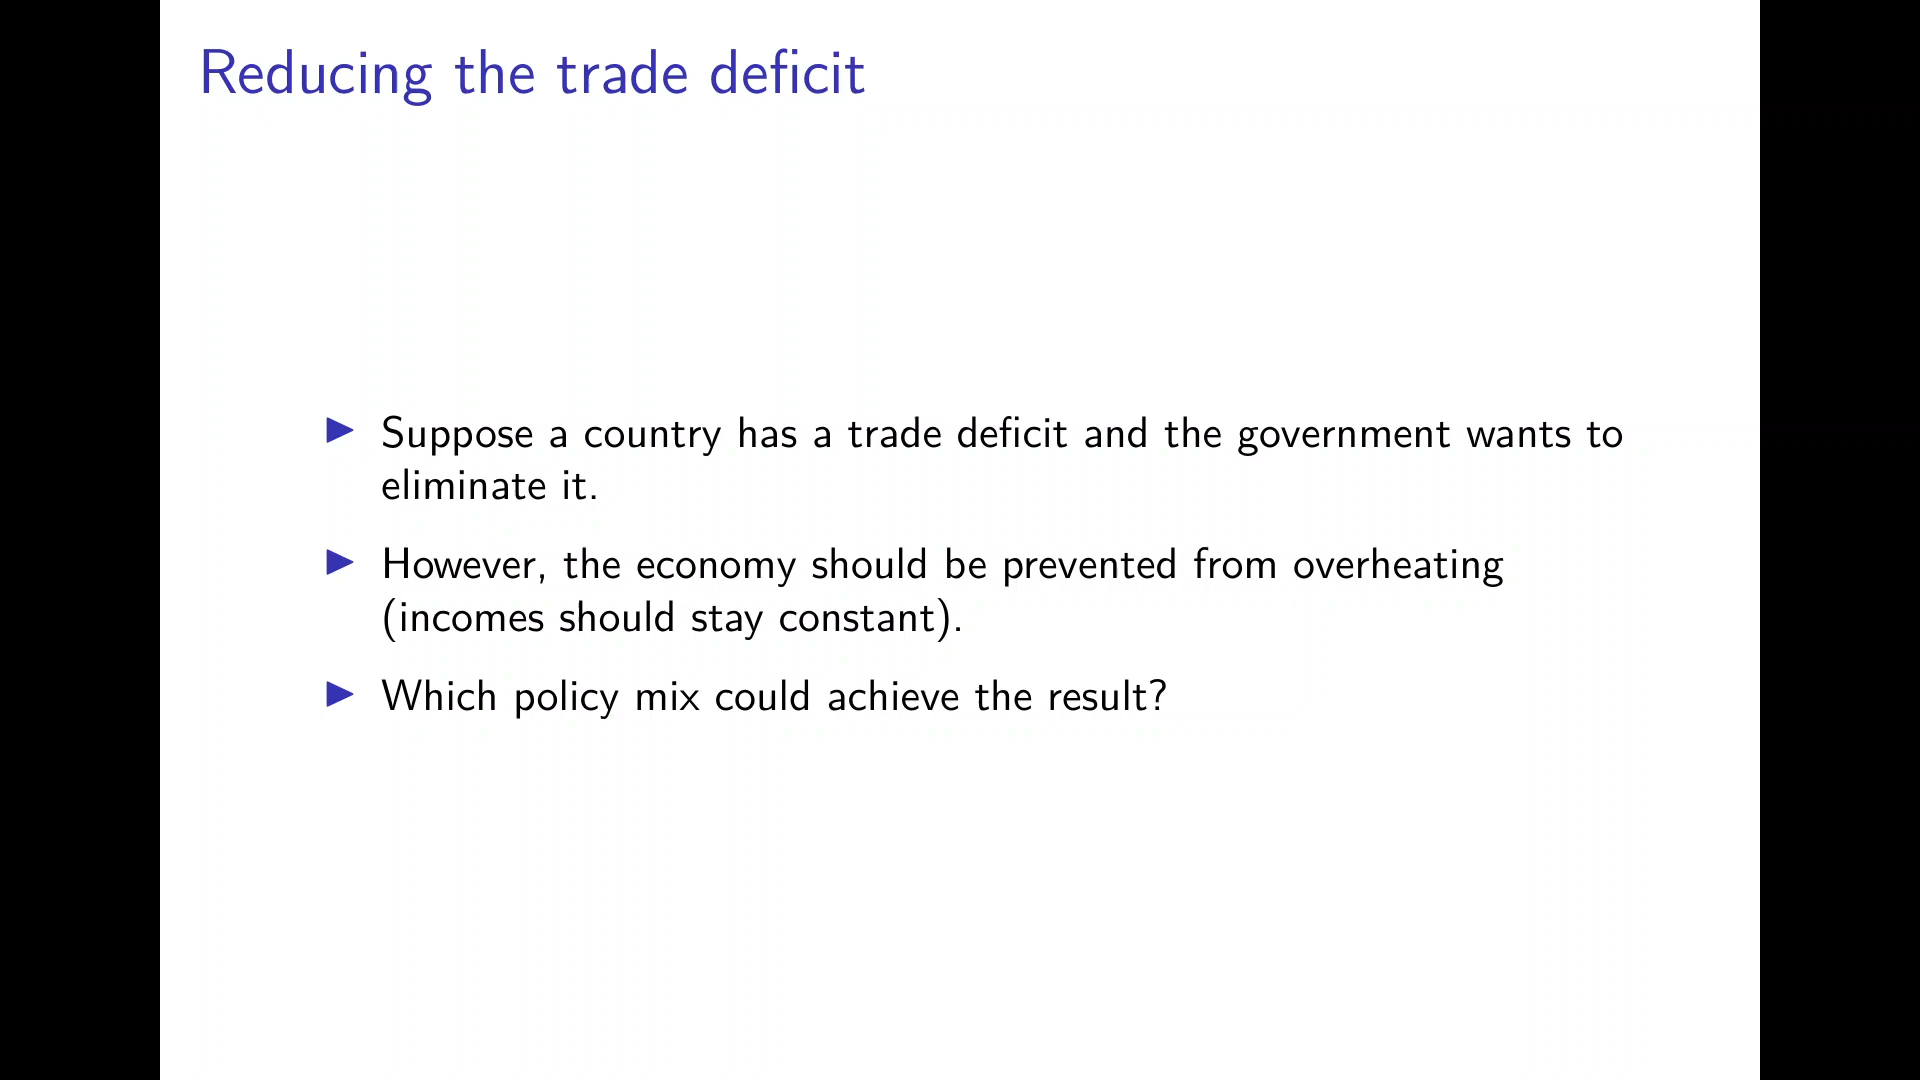 Reducing the trade deficit
▶ Suppose a country has a trade deficit and the government wants to
eliminate it.
▶ However, the economy should be prevented from overheating
(incomes should stay constant).
▶ Which policy mix could achieve the result?